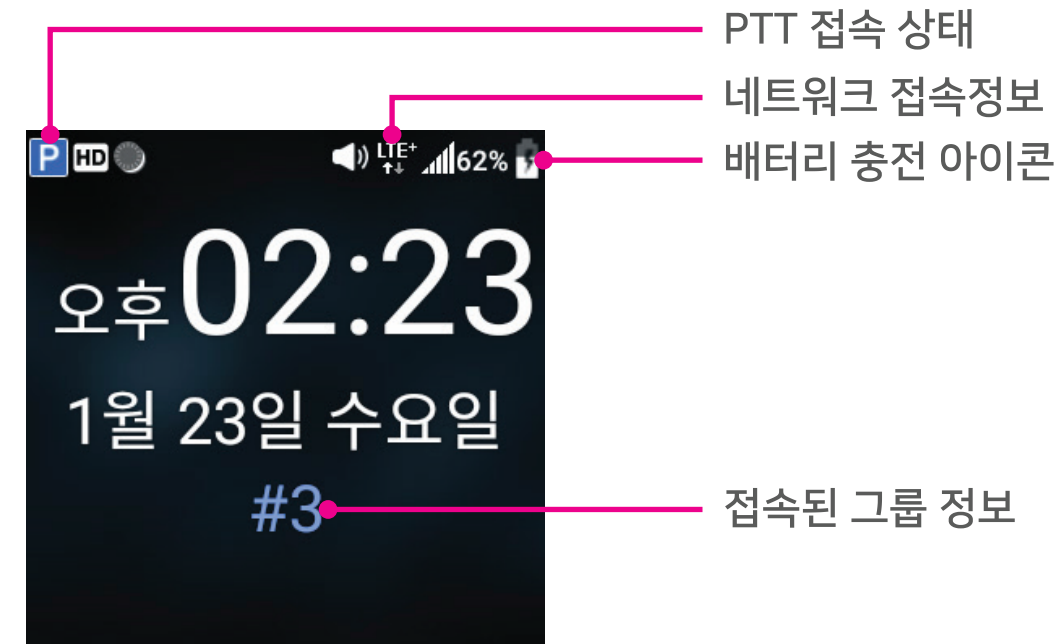 PTT 접속 상태
네트워크 접속정보
배터리 충전 아이콘
P HD LTE+ 62%
오후 02:23
1월 23일 수요일
#3
접속된 그룹 정보